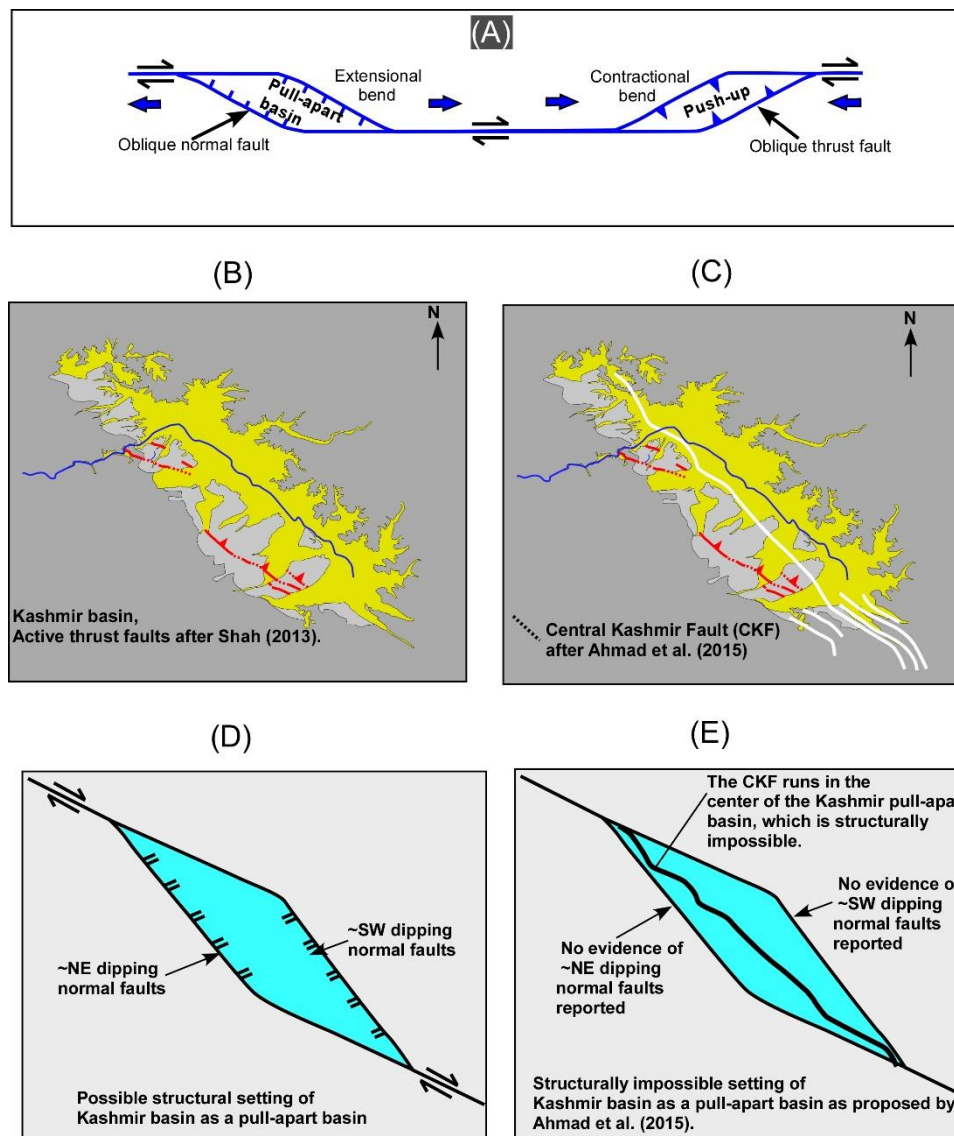 (A)
Extensional
bend
Pull-apart
basin
Oblique normal fault
Contractional
bend
Push-up
Oblique thrust fault
(B)
N
Kashmir basin,
Active thrust faults after Shah (2013).
(C)
N
Central Kashmir Fault (CKF)
after Ahmad et al. (2015)
(D)
~SW dipping
normal faults
~NE dipping
normal faults
Possible structural setting of
Kashmir basin as a pull-apart basin
(E)
The CKF runs in the
center of the Kashmir pull-apa
basin, which is structurally
impossible.
No evidence o
~SW dipping
normal faults
reported
No evidence of
~NE dipping
normal faults
reported
Structurally impossible setting of
Kashmir basin as a pull-apart basin as proposed by
Ahmad et al. (2015).